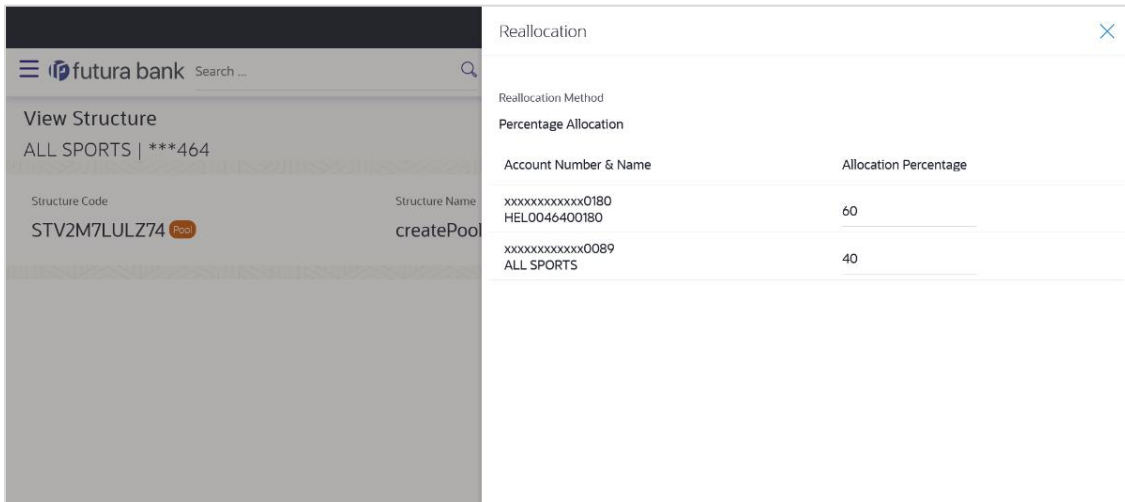 Reallocation
futura bank Search ...
View Structure
ALL SPORTS | ***464
Structure Code
STV2M7LULZ74 Pool
Structure Name
createPool
Reallocation Method
Percentage Allocation
Account Number & Name Allocation Percentage
xxxxxxxxxxxx0180
HEL0046400180
60
xxxxxxxxxxxx0089
ALL SPORTS
40